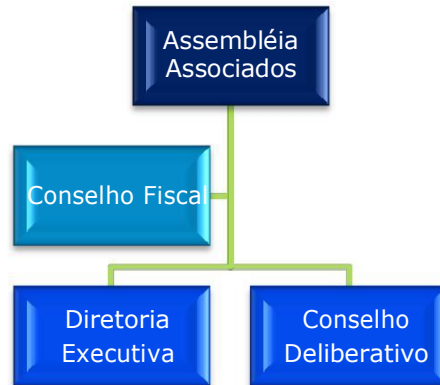 Assembléia
Associados
Conselho Fiscal
Diretoria
Executiva
Conselho
Deliberativo